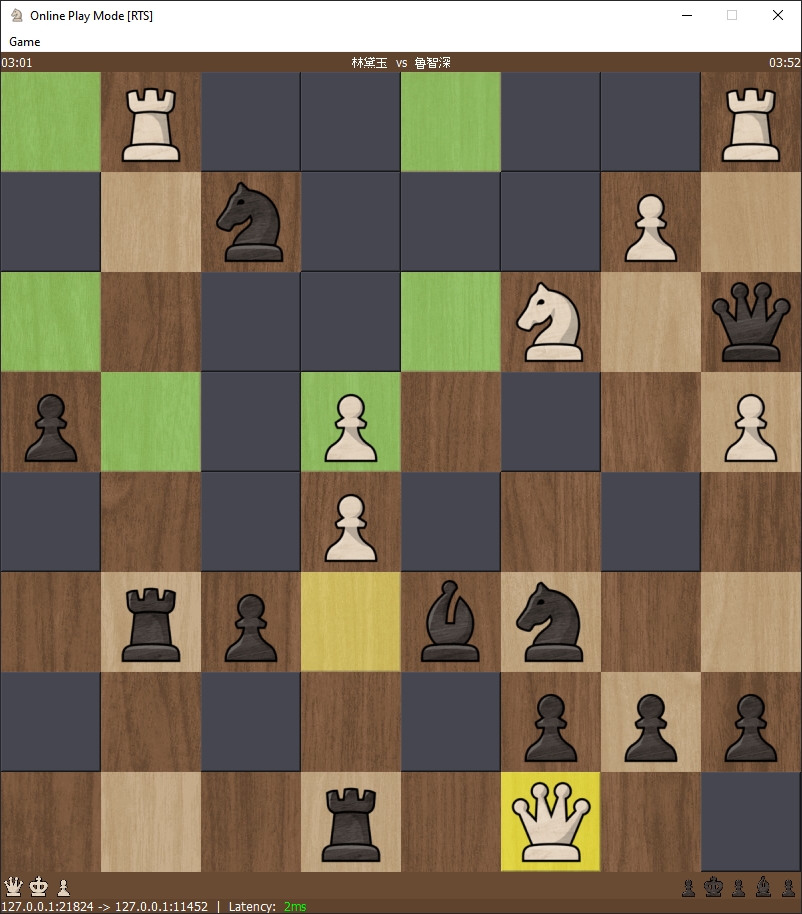 Online Play Mode [RTS]
Game
03:01 林黛玉 vs 鲁智深 03:52
127.0.0.1:21824 -> 127.0.0.1:11452 | Latency: 2ms